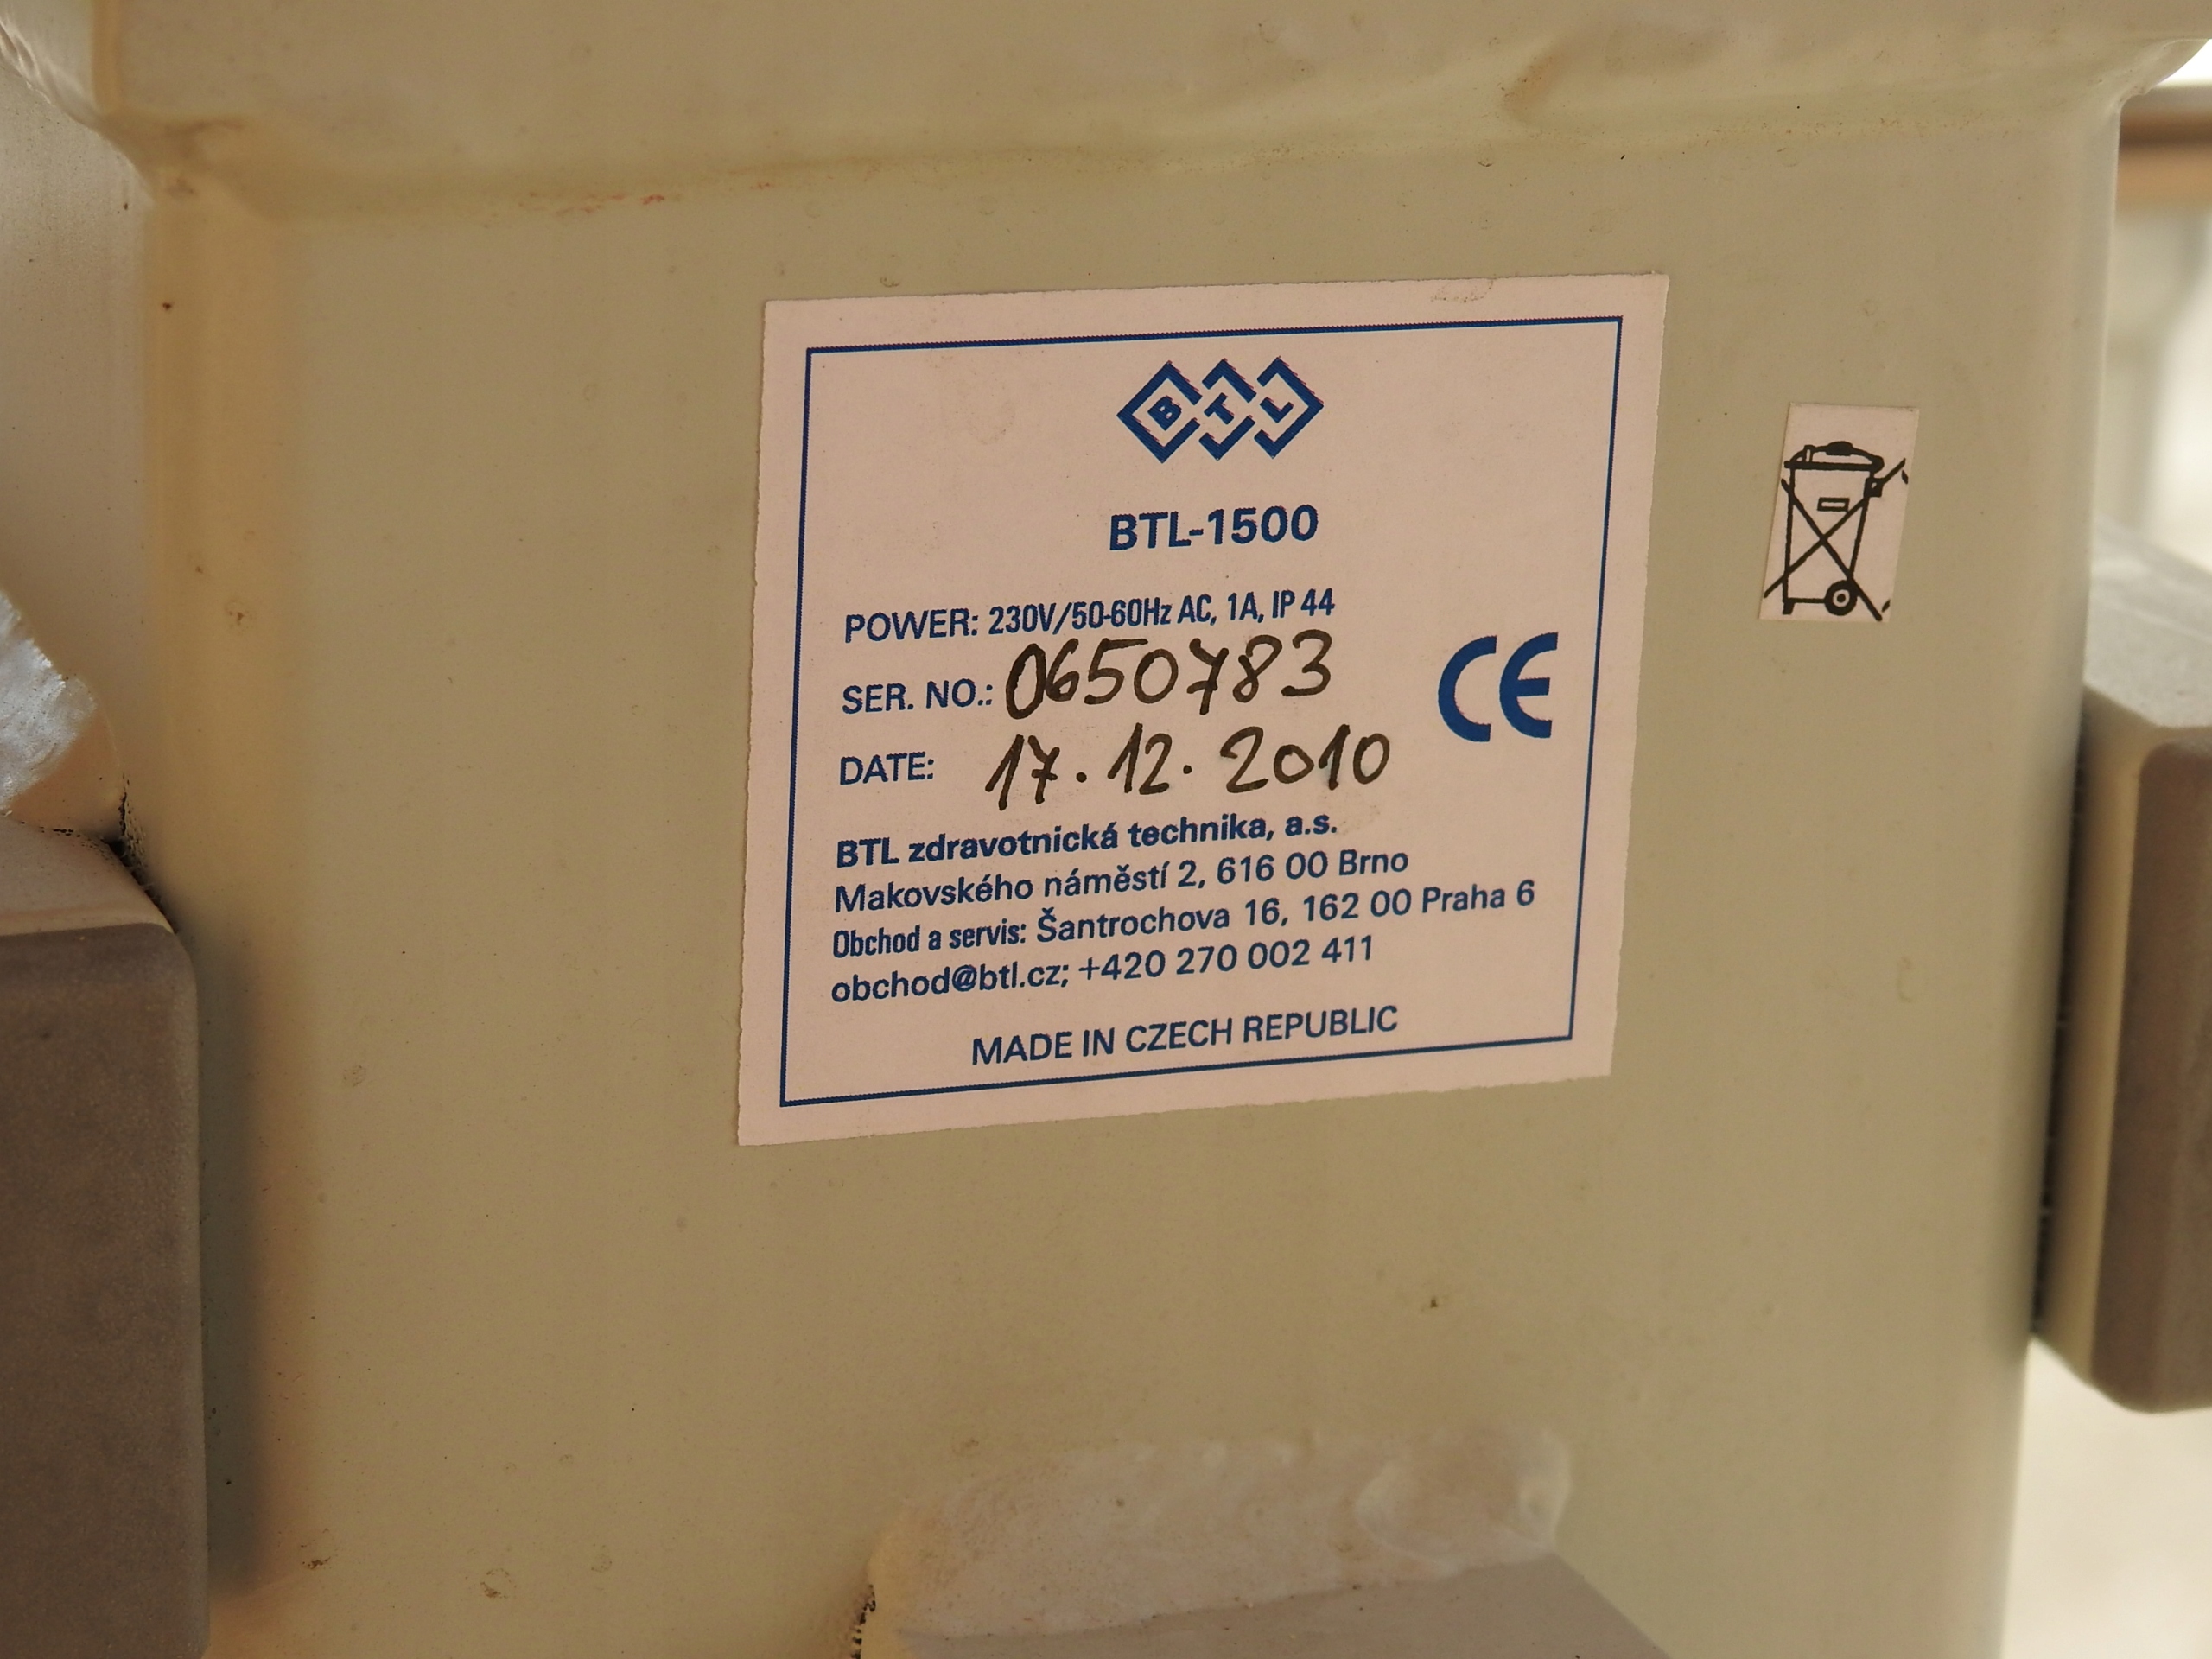 BTL
BTL-1500
POWER: 230V/50-60Hz AC, 1A, IP 44
SER. NO.: 0650783
DATE: 17.12.2010
CE
BTL zdravotnická technika, a.s.
Makovského náměstí 2, 616 00 Brno
Obchod a servis: Šantrochova 16, 162 00 Praha 6
obchod@btl.cz; +420 270 002 411
MADE IN CZECH REPUBLIC